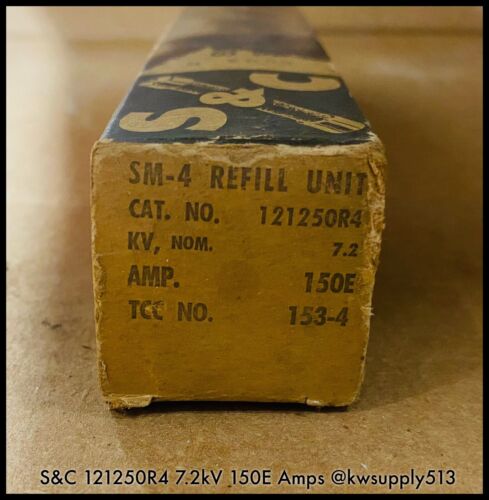 S&C
SM-4 REFILL UNIT
CAT. NO. 121250R4
KV, NOM. 7.2
AMP. 150E
TCC NO. 153-4
S&C 121250R4 7.2kV 150E Amps @kwsupply513